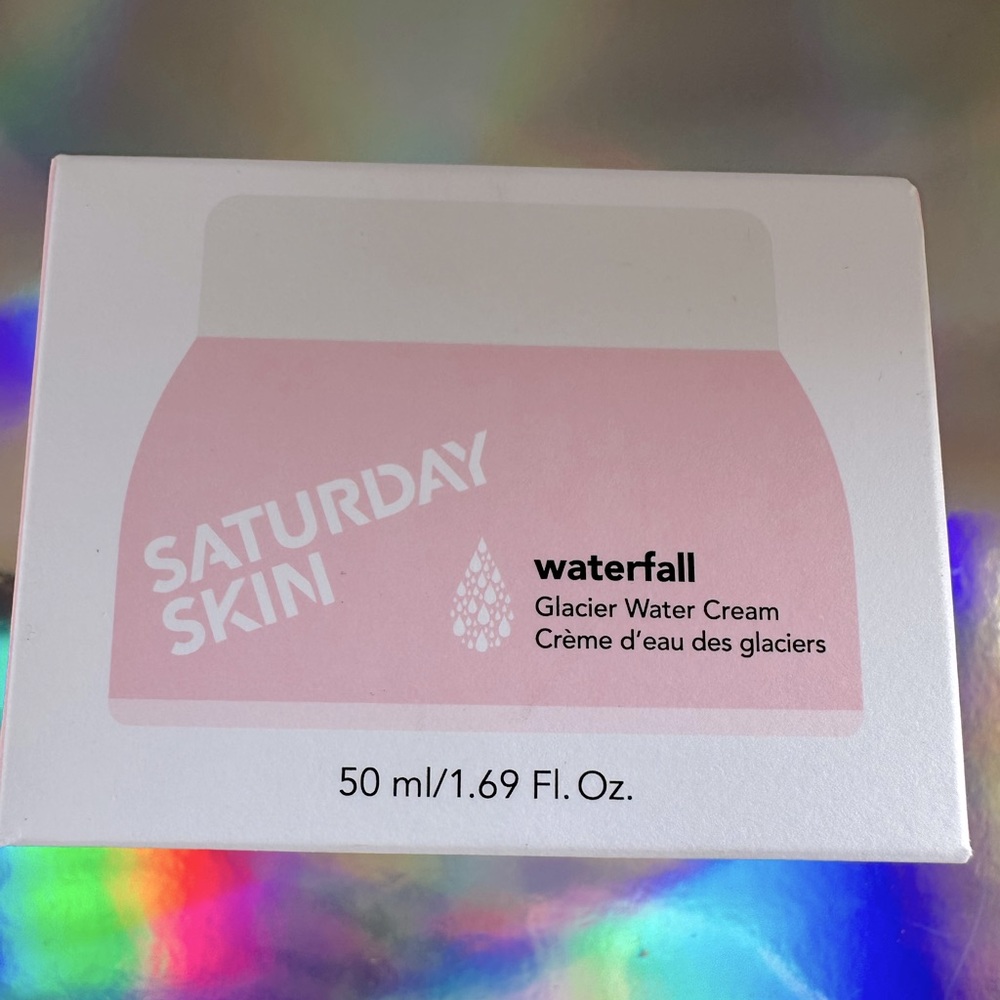 SATURDAY
SKIN
waterfall
Glacier Water Cream
Crème d'eau des glaciers
50 ml/1.69 Fl. Oz.